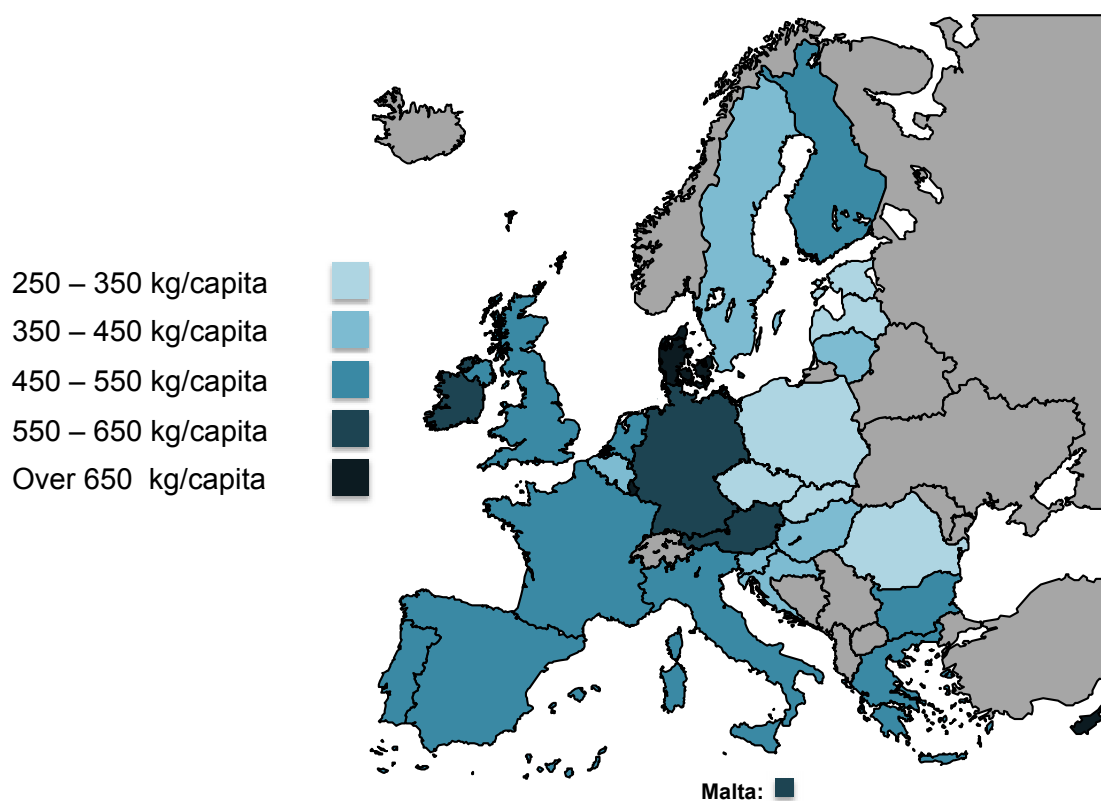 250 – 350 kg/capita
350 – 450 kg/capita
450 – 550 kg/capita
550 – 650 kg/capita
Over 650  kg/capita
Malta: